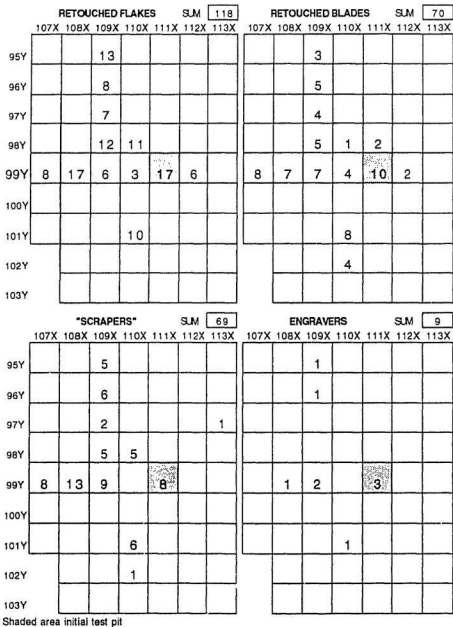 RETOUCHED FLAKES SUM 118
107X 108X 109X 110X 111X 112X 113X
95Y 13
96Y 8
97Y 7
98Y 12 11
99Y 8 17 6 3 17 6
100Y
101Y 10
102Y
103Y
RETOUCHED BLADES SUM 70
107X 108X 109X 110X 111X 112X 113X
3
5
4
5 1 2
8 7 7 4 10 2
8
4
"SCRAPERS" SUM 69
107X 108X 109X 110X 111X 112X 113X
95Y 5
96Y 6
97Y 2 1
98Y 5 5
99Y 8 13 9 8
100Y
101Y 6
102Y 1
103Y
ENGRAVERS SUM 9
107X 108X 109X 110X 111X 112X 113X
1
1
1 2 3
1
Shaded area initial test pit